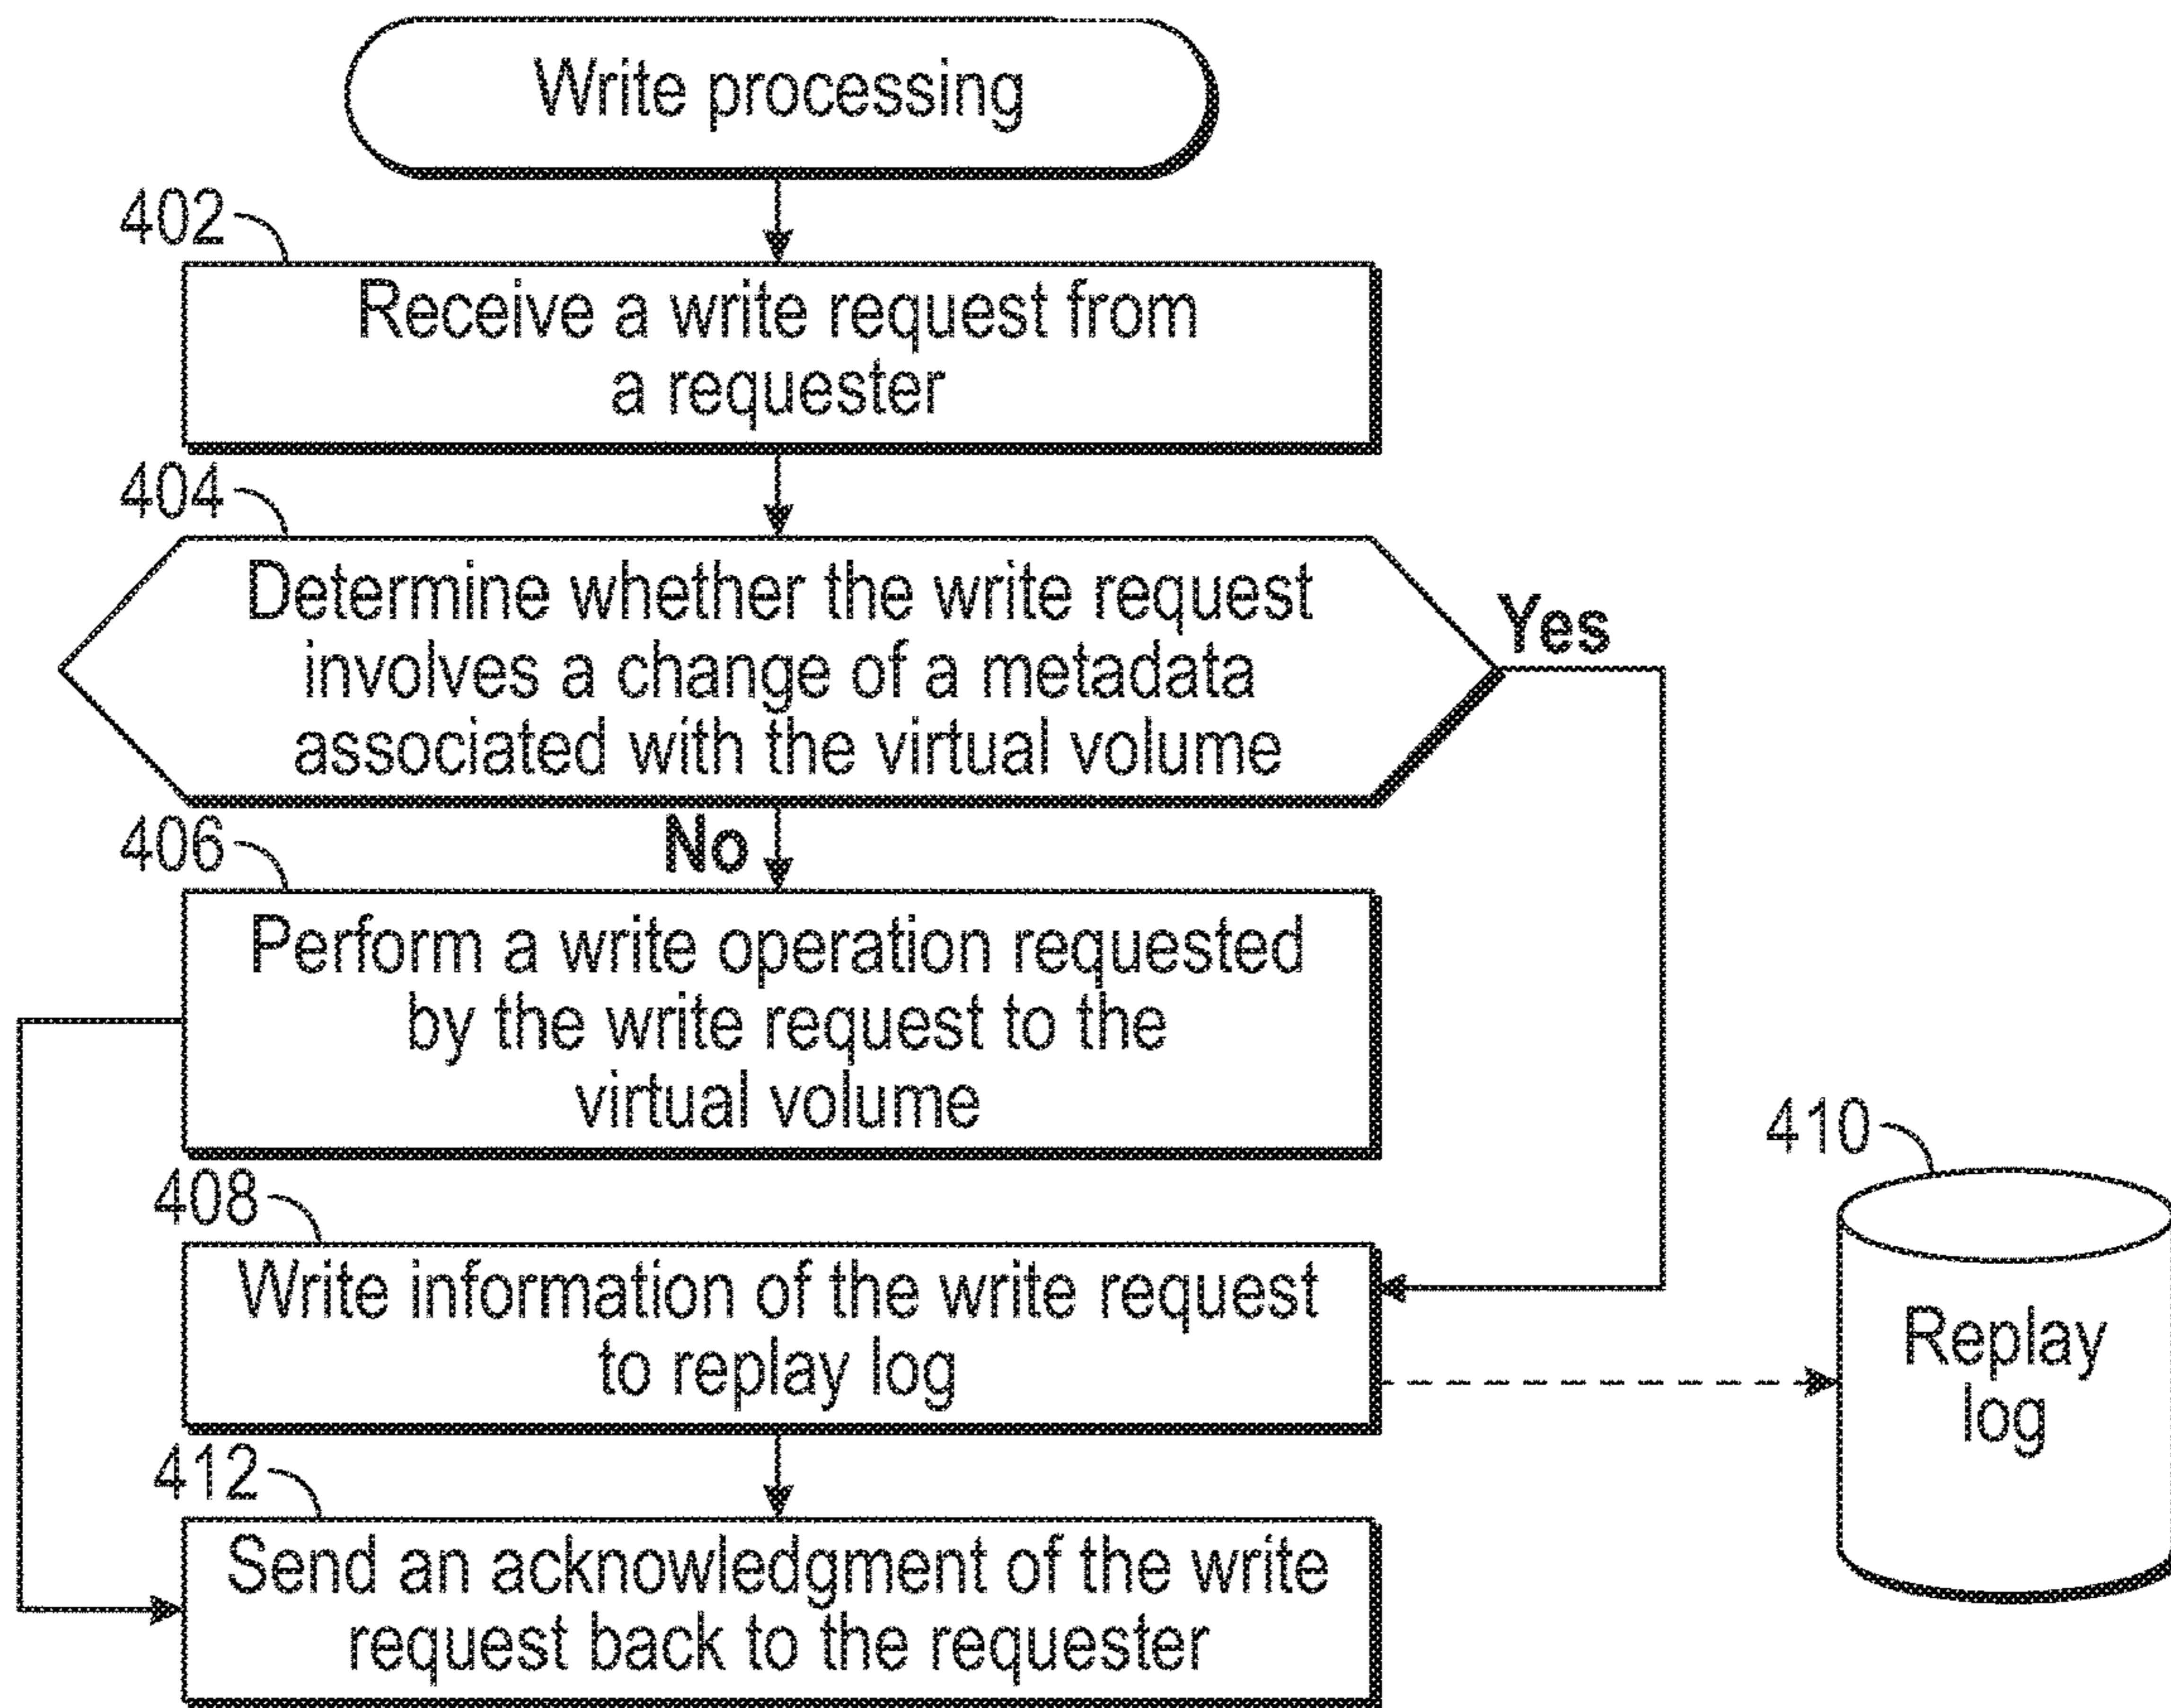 Write processing
402
Receive a write request from
a requester
404
Determine whether the write request
involves a change of a metadata
associated with the virtual volume
Yes
No
406
Perform a write operation requested
by the write request to the
virtual volume
408
Write information of the write request
to replay log
410
Replay
log
412
Send an acknowledgment of the write
request back to the requester